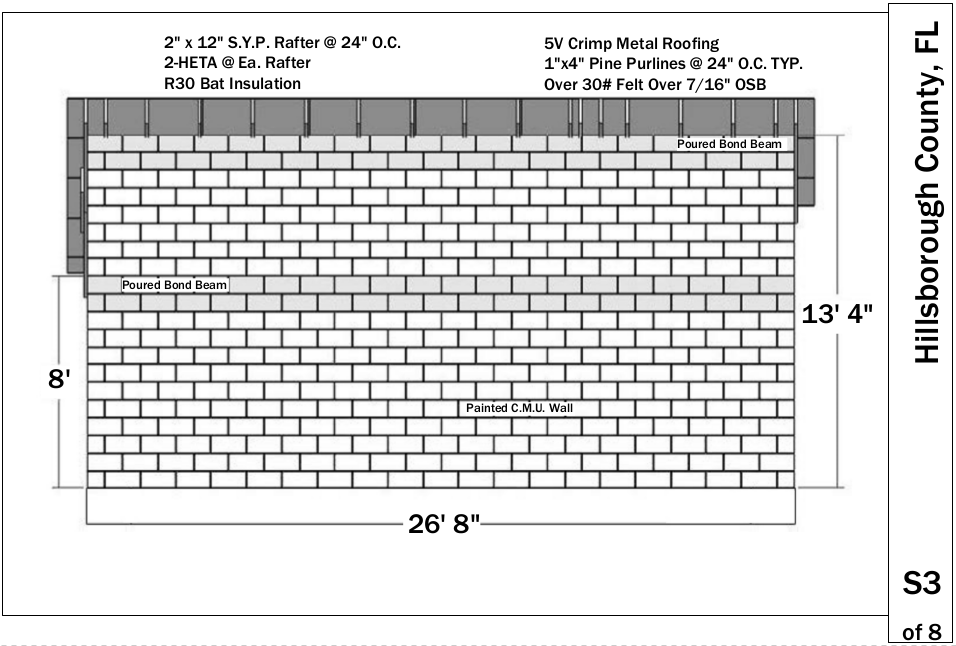 2" x 12" S.Y.P. Rafter @ 24" O.C.
2-HETA @ Ea. Rafter
R30 Bat Insulation
5V Crimp Metal Roofing
1"x4" Pine Purlines @ 24" O.C. TYP.
Over 30# Felt Over 7/16" OSB
Poured Bond Beam
Poured Bond Beam
13' 4"
8'
Painted C.M.U. Wall
26' 8"
Hillsborough County, FL
S3
of 8